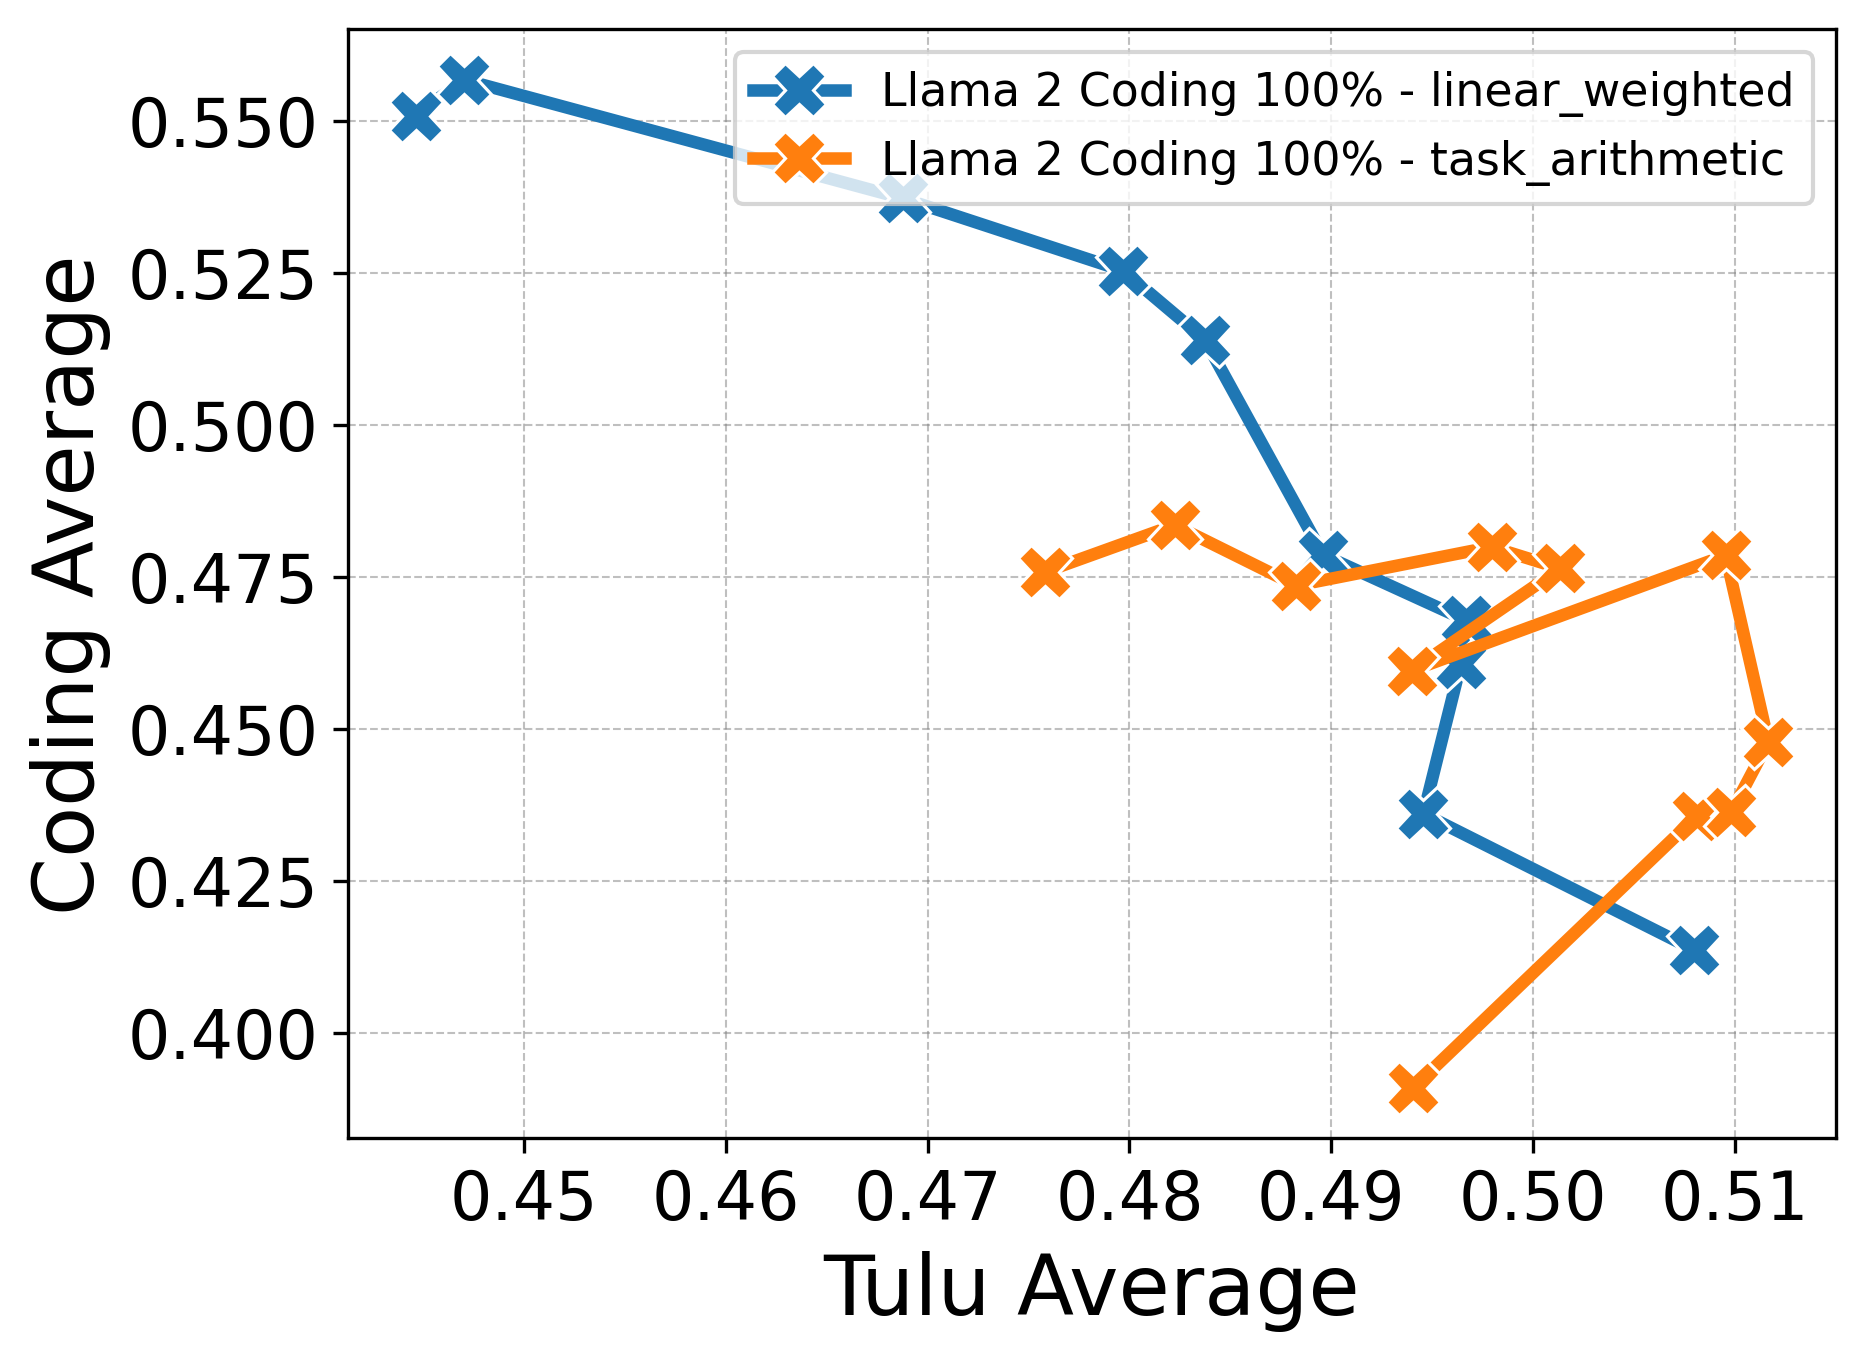 Llama 2 Coding 100% - linear_weighted
Llama 2 Coding 100% - task_arithmetic
Coding Average
0.550
0.525
0.500
0.475
0.450
0.425
0.400
0.45 0.46 0.47 0.48 0.49 0.50 0.51
Tulu Average